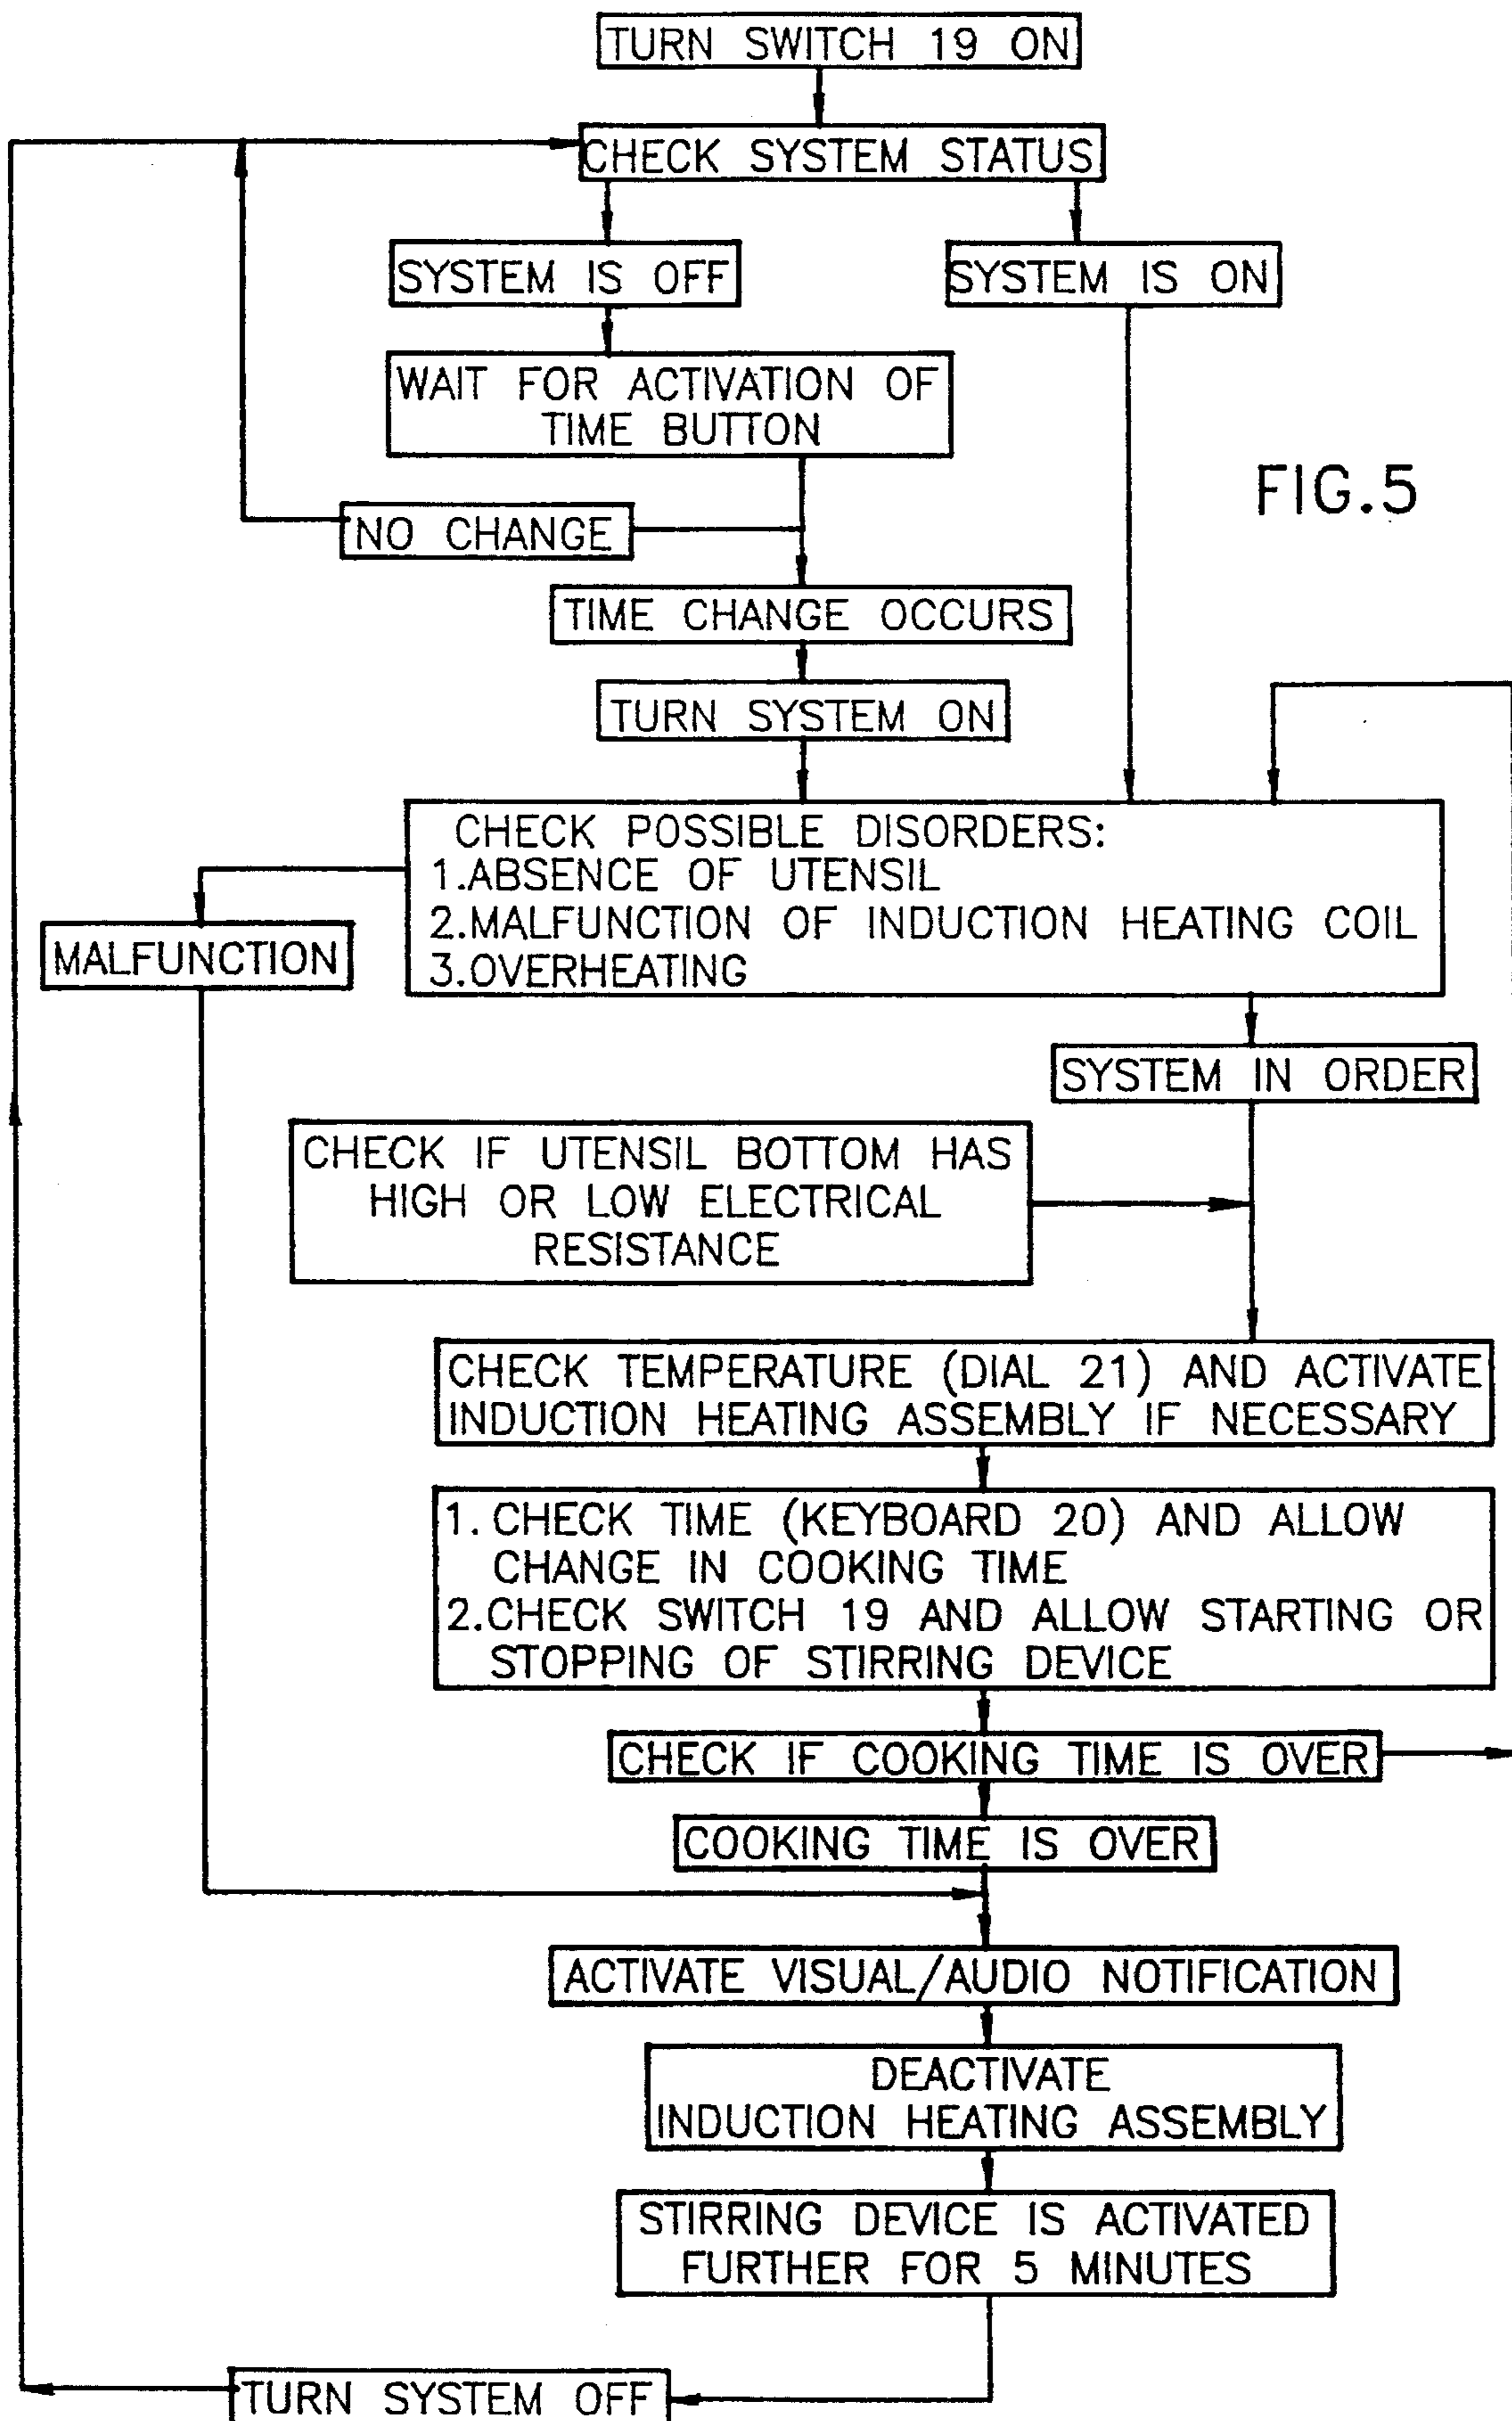 TURN SWITCH 19 ON
CHECK SYSTEM STATUS
SYSTEM IS OFF
SYSTEM IS ON
WAIT FOR ACTIVATION OF
TIME BUTTON
FIG.5
NO CHANGE
TIME CHANGE OCCURS
TURN SYSTEM ON
CHECK POSSIBLE DISORDERS:
1.ABSENCE OF UTENSIL
2.MALFUNCTION OF INDUCTION HEATING COIL
3.OVERHEATING
MALFUNCTION
SYSTEM IN ORDER
CHECK IF UTENSIL BOTTOM HAS
HIGH OR LOW ELECTRICAL
RESISTANCE
CHECK TEMPERATURE (DIAL 21) AND ACTIVATE
INDUCTION HEATING ASSEMBLY IF NECESSARY
1. CHECK TIME (KEYBOARD 20) AND ALLOW
CHANGE IN COOKING TIME
2.CHECK SWITCH 19 AND ALLOW STARTING OR
STOPPING OF STIRRING DEVICE
CHECK IF COOKING TIME IS OVER
COOKING TIME IS OVER
ACTIVATE VISUAL/AUDIO NOTIFICATION
DEACTIVATE
INDUCTION HEATING ASSEMBLY
STIRRING DEVICE IS ACTIVATED
FURTHER FOR 5 MINUTES
TURN SYSTEM OFF